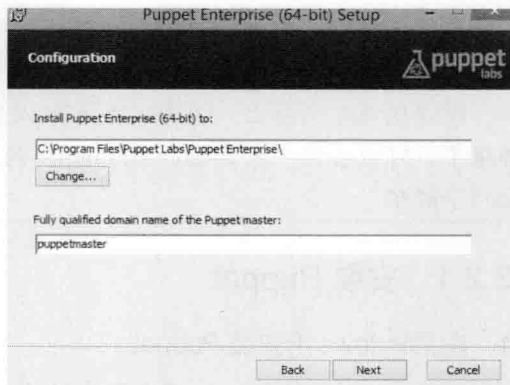 Puppet Enterprise (64-bit) Setup
Configuration
puppet
labs
Install Puppet Enterprise (64-bit) to:
C:\Program Files\Puppet Labs\Puppet Enterprise\
Change...
Fully qualified domain name of the Puppet master:
puppetmaster
Back
Next
Cancel